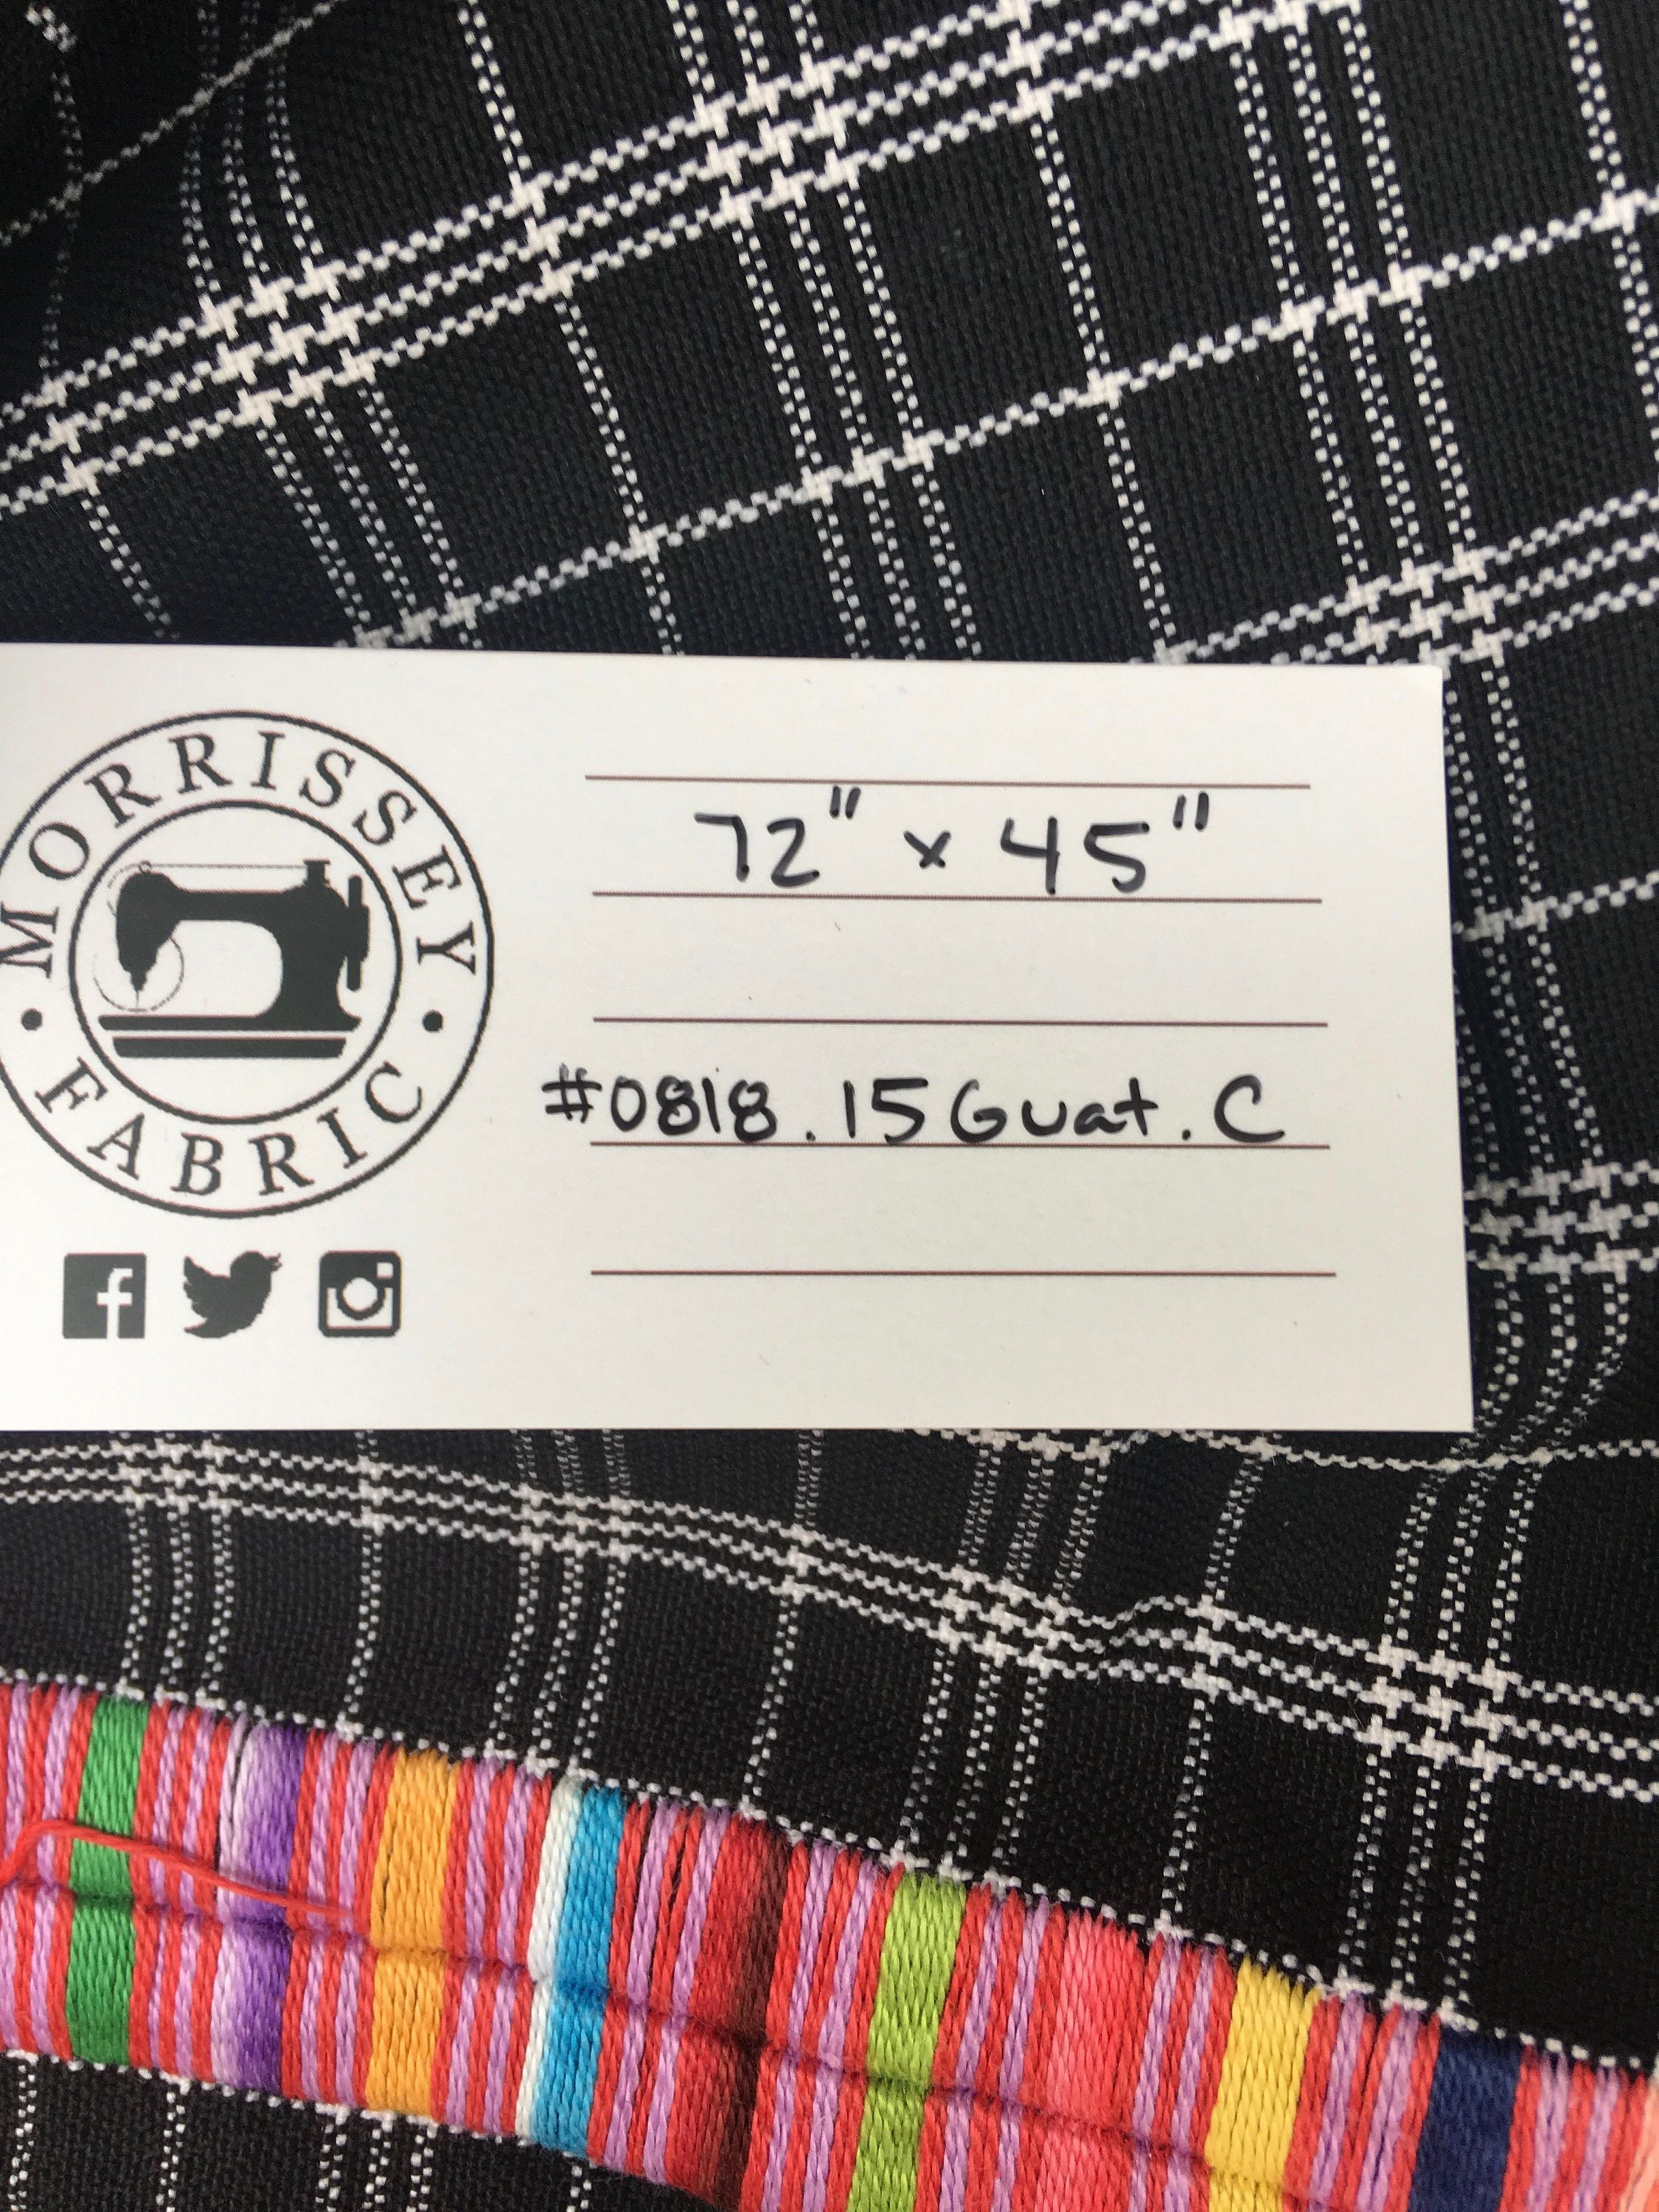 MORRISSEY
FABRIC
72" x 45"
#0818.15Guat.C